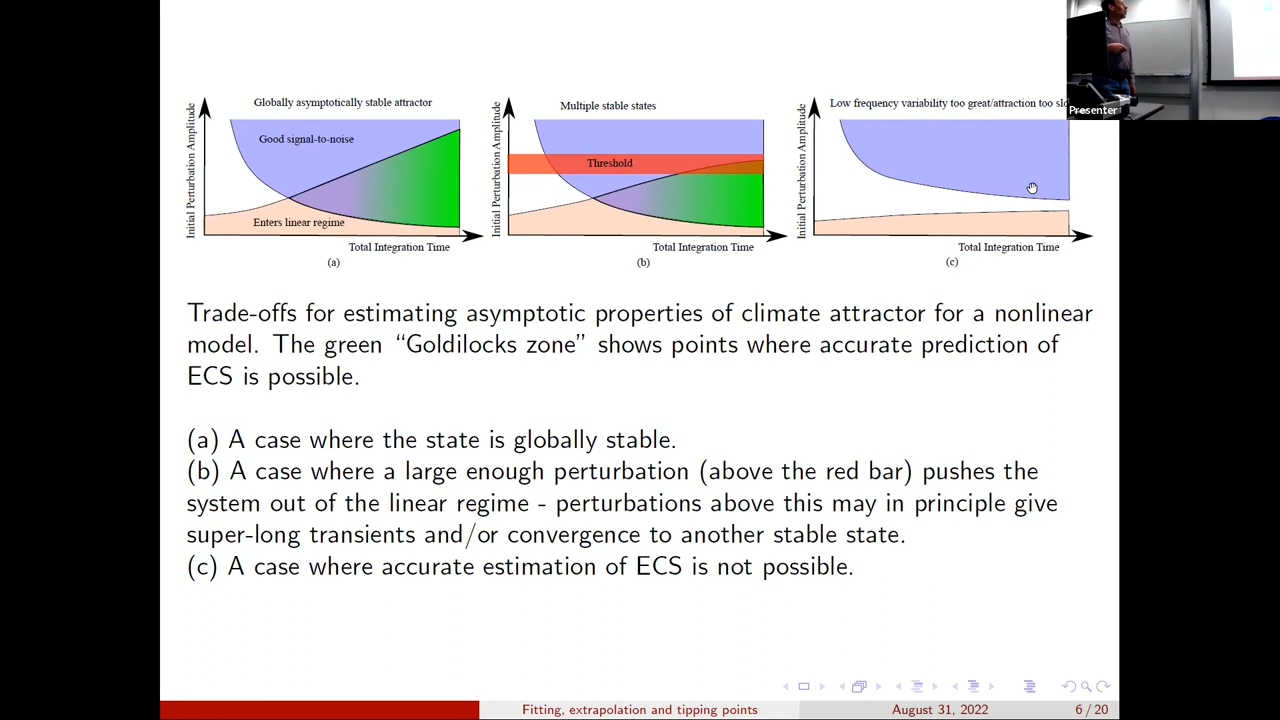 Globally asymptotically stable attractor
Good signal-to-noise
Enters linear regime
Initial Perturbation Amplitude
Total Integration Time
(a)
Multiple stable states
Threshold
Initial Perturbation Amplitude
Total Integration Time
(b)
Low frequency variability too great/attraction too slo
Initial Perturbation Amplitude
Total Integration Time
(c)
Presenter
Trade-offs for estimating asymptotic properties of climate attractor for a nonlinear
model. The green “Goldilocks zone” shows points where accurate prediction of
ECS is possible.
(a) A case where the state is globally stable.
(b) A case where a large enough perturbation (above the red bar) pushes the
system out of the linear regime - perturbations above this may in principle give
super-long transients and/or convergence to another stable state.
(c) A case where accurate estimation of ECS is not possible.
Fitting, extrapolation and tipping points
August 31, 2022
6 / 20